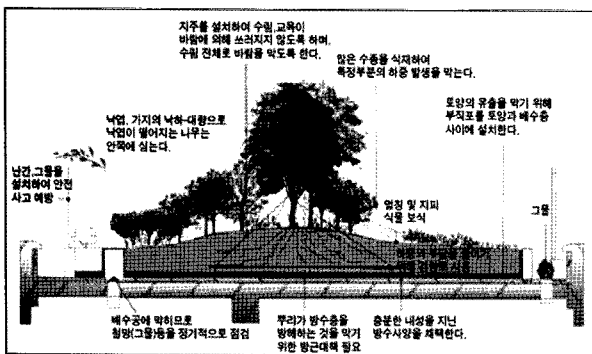 지주를 설치하여 수림,교육이
바람에 의해 쓰러지지 않도록 하며,
수림 전체로 바람을 막도록 한다.
많은 수종을 식재하여
특정부분의 하중 발생을 막는다.
토양의 유출을 막기 위해
부직포를 토양과 배수층
사이에 설치한다.
낙엽, 가지의 낙하 대량으로
낙엽이 떨어지는 나무는
안쪽에 심는다.
난간,그물을
설치하여 안전
사고 예방
멀칭 및 지피
식물 보식
그물
배수공에 막히므로
철망(그물)등을 정기적으로 점검
뿌리가 방수층을
방해하는 것을 막기
위한 방근대책 필요
충분한 내성을 지닌
방수사양을 채택한다.